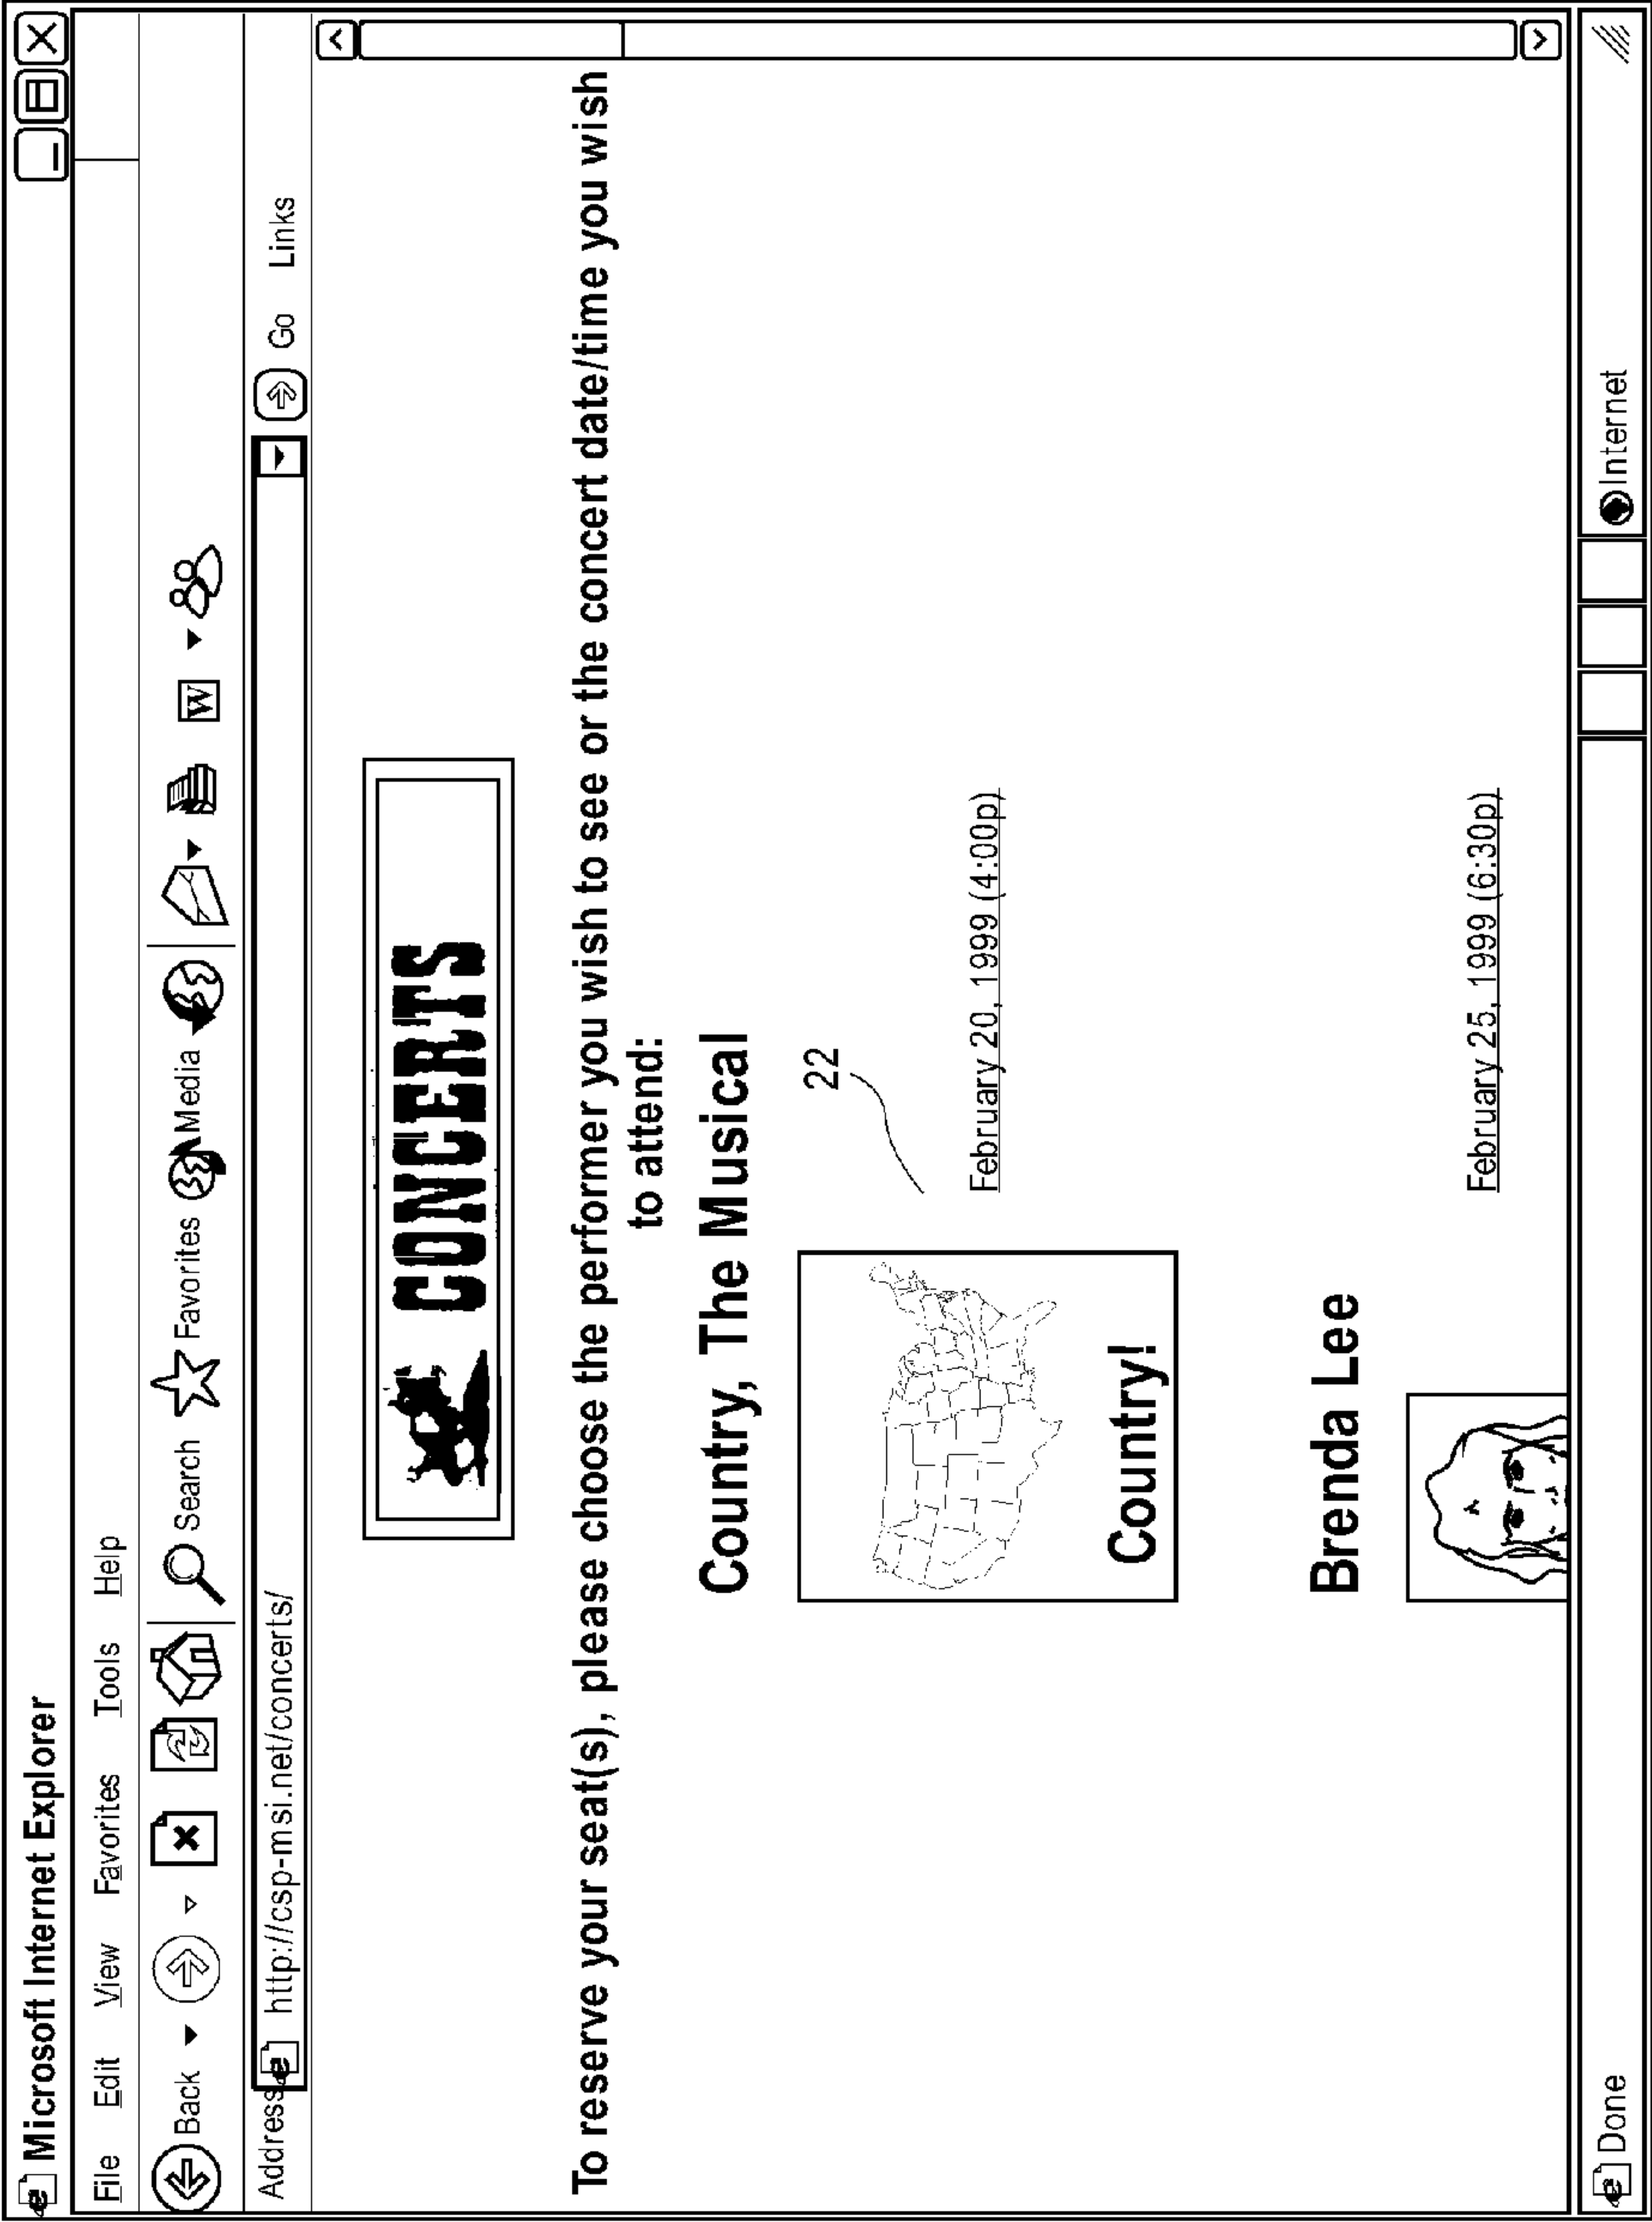 Microsoft Internet Explorer
File Edit View Favorites Tools Help
Back Search Favorites Media W
Address http://csp-msi.net/concerts/ Go Links
CONCERTS
To reserve your seat(s), please choose the performer you wish to see or the concert date/time you wish
to attend:
Country, The Musical
22
February 20, 1999 (4:00p)
Country!
Brenda Lee
February 25, 1999 (6:30p)
Done Internet